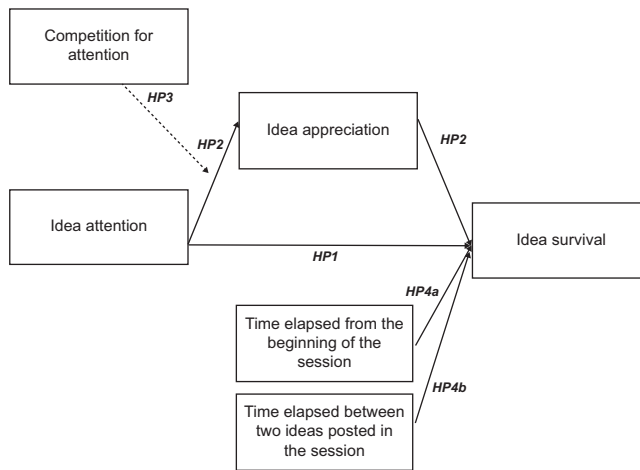 Competition for
attention
HP3
HP2
Idea appreciation
HP2
Idea attention
HP1
Idea survival
HP4a
Time elapsed from the
beginning of the
session
HP4b
Time elapsed between
two ideas posted in
the session